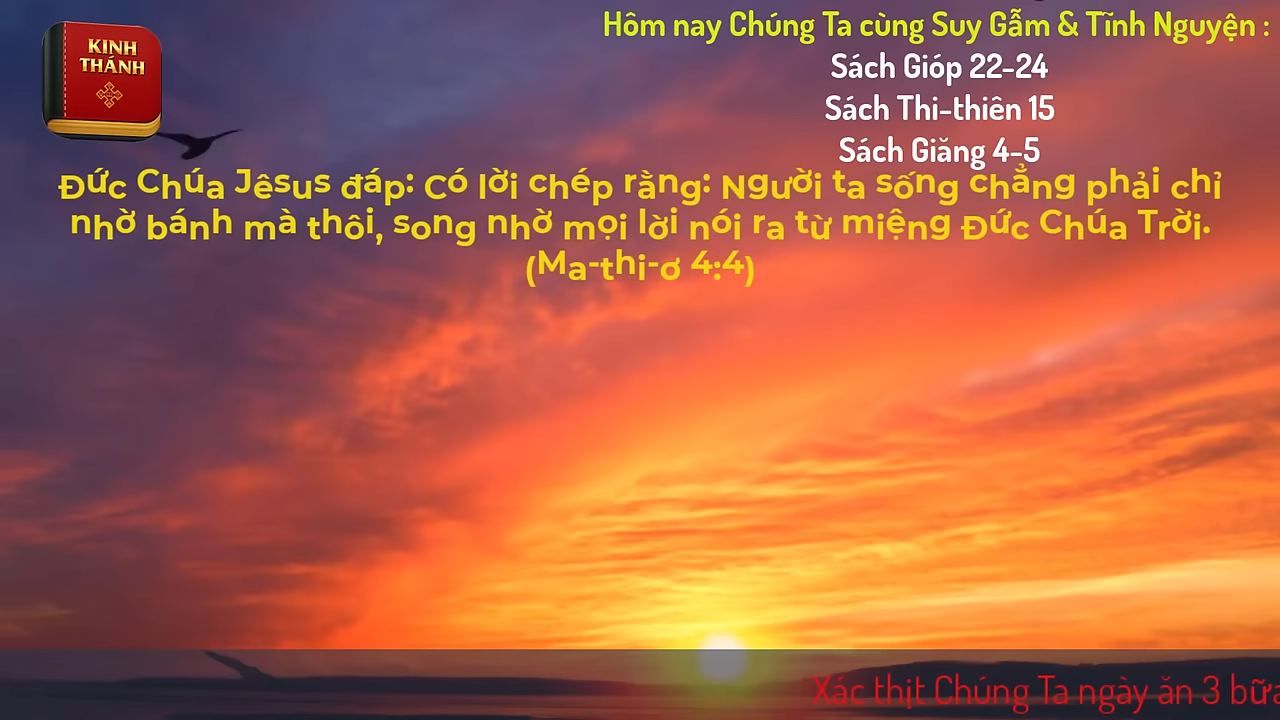 KINH
THÁNH
Hôm nay Chúng Ta cùng Suy Gẫm & Tĩnh Nguyện :
Sách Gióp 22-24
Sách Thi-thiên 15
Sách Giăng 4-5
Đức Chúa Jêsus đáp: Có lời chép rằng: Người ta sống chẳng phải chỉ
nhờ bánh mà thôi, song nhờ mọi lời nói ra từ miệng Đức Chúa Trời.
(Ma-thi-ơ 4:4)
Xác thịt Chúng Ta ngày ăn 3 bữa